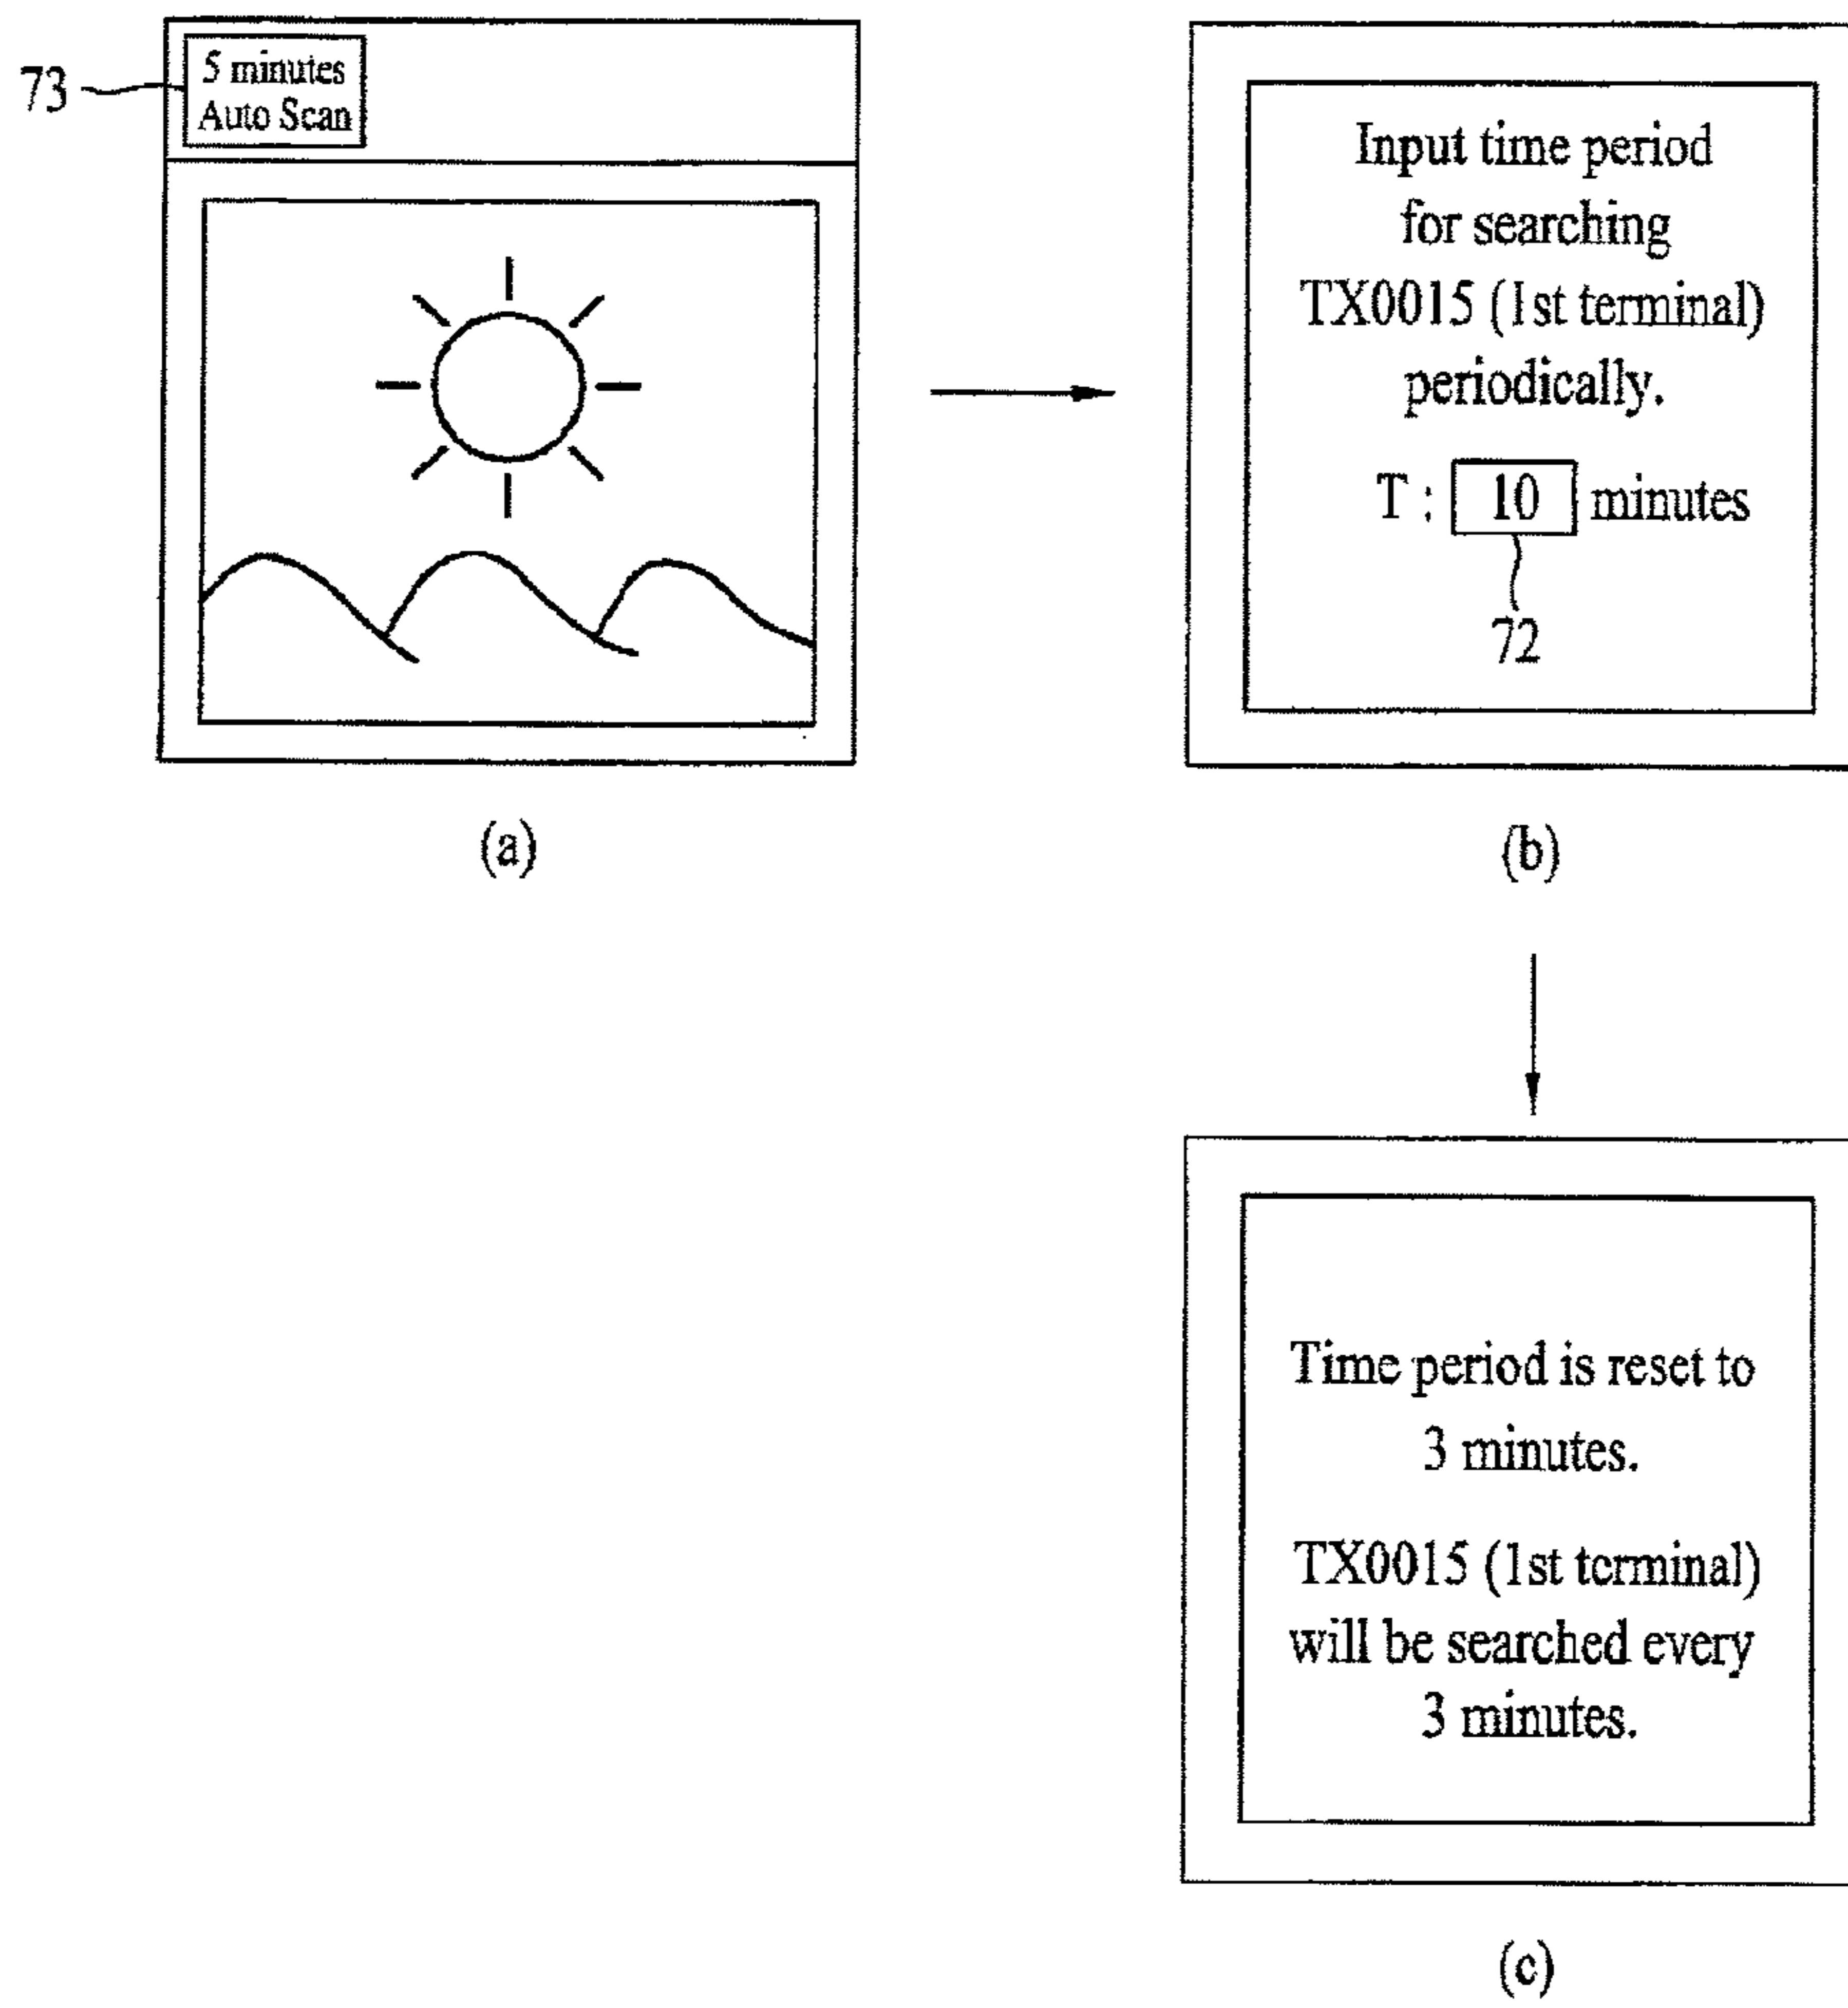 73
5 minutes
Auto Scan
(a)
Input time period
for searching
TX0015 (1st terminal)
periodically.
T : 10 minutes
72
(b)
Time period is reset to
3 minutes.
TX0015 (1st terminal)
will be searched every
3 minutes.
(c)